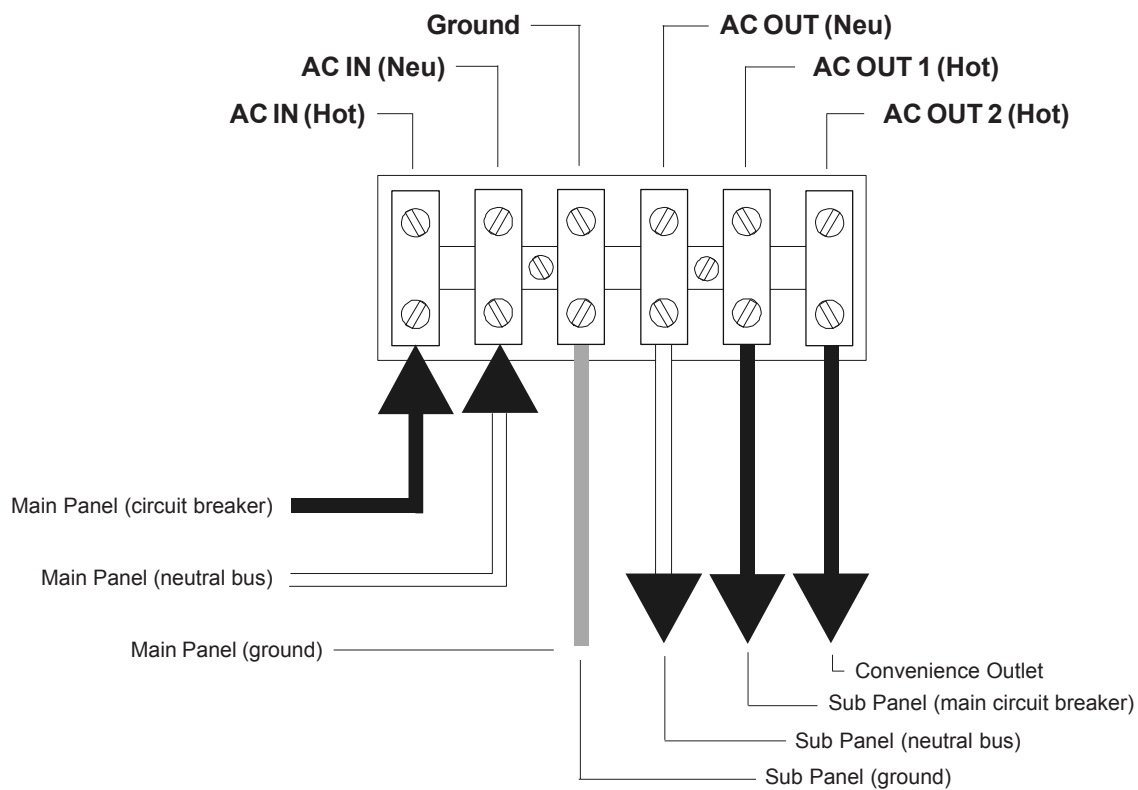 Ground
AC OUT (Neu)
AC IN (Neu)
AC OUT 1 (Hot)
AC IN (Hot)
AC OUT 2 (Hot)
Main Panel (circuit breaker)
Main Panel (neutral bus)
Main Panel (ground)
Convenience Outlet
Sub Panel (main circuit breaker)
Sub Panel (neutral bus)
Sub Panel (ground)